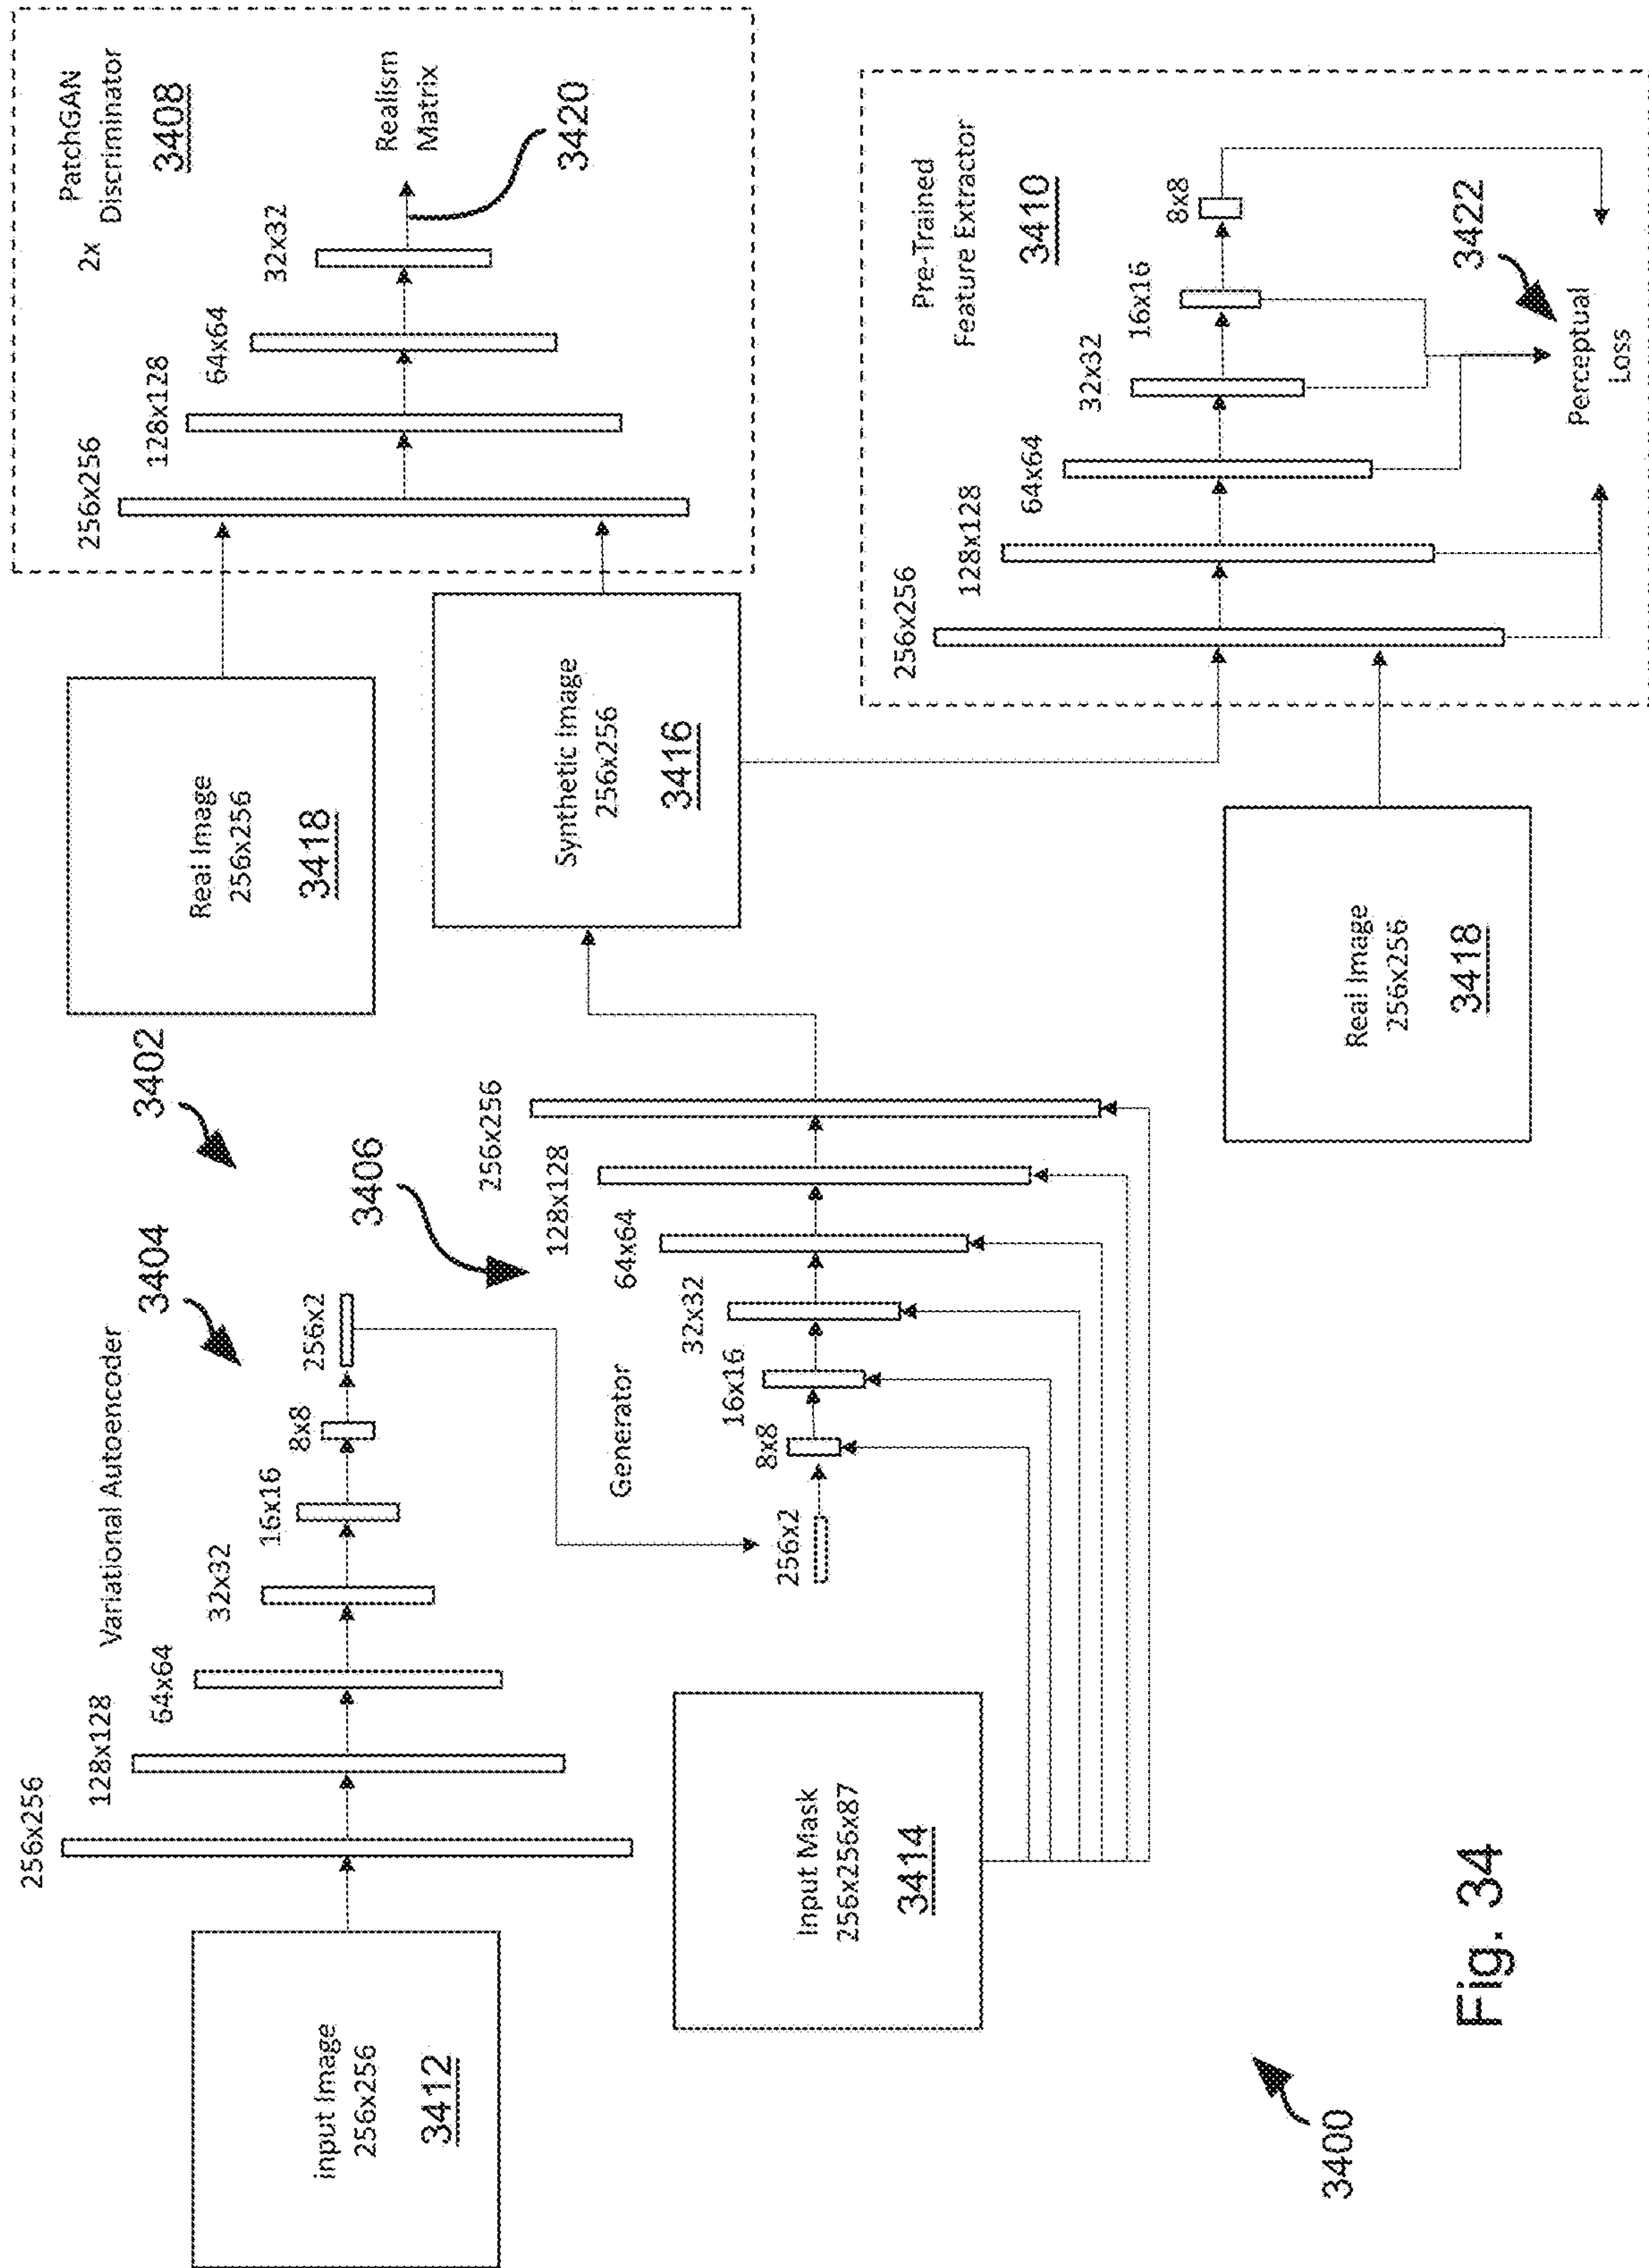 input Image
256x256
3412
256x256
128x128
64x64
32x32
16x16
8x8
256x2
Variational Autoencoder
3404
3402
Input Mask
256x256x87
3414
Generator
3406
256x2
8x8
16x16
32x32
64x64
128x128
256x256
Real Image
256x256
3418
Synthetic Image
256x256
3416
256x256
128x128
64x64
32x32
2x
PatchGAN
Discriminator
3408
Realism
Matrix
3420
Real Image
256x256
3418
256x256
128x128
64x64
32x32
16x16
8x8
Pre-Trained
Feature Extractor
3410
Perceptual
Loss
3422
3400
Fig. 34